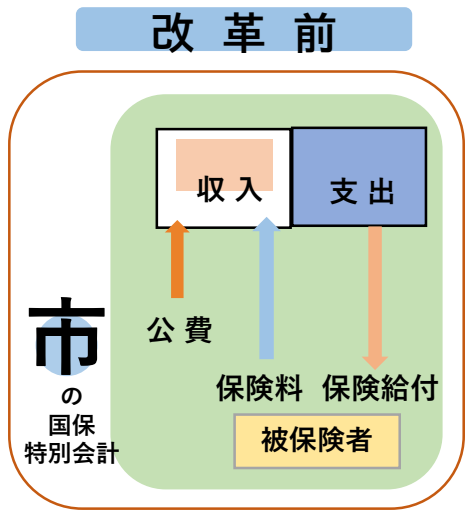 改革前
収入
支出
公費
保険料
保険給付
被保険者
市
の
国保
特別会計